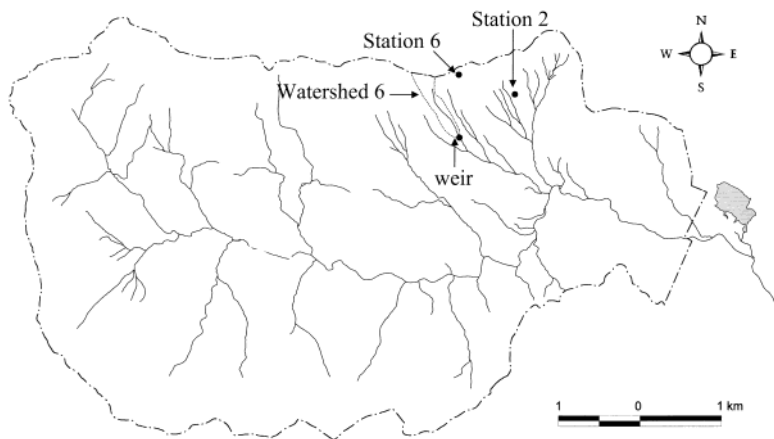 Station 2
N
Station 6
W E
S
Watershed 6
weir
1 0 1 km